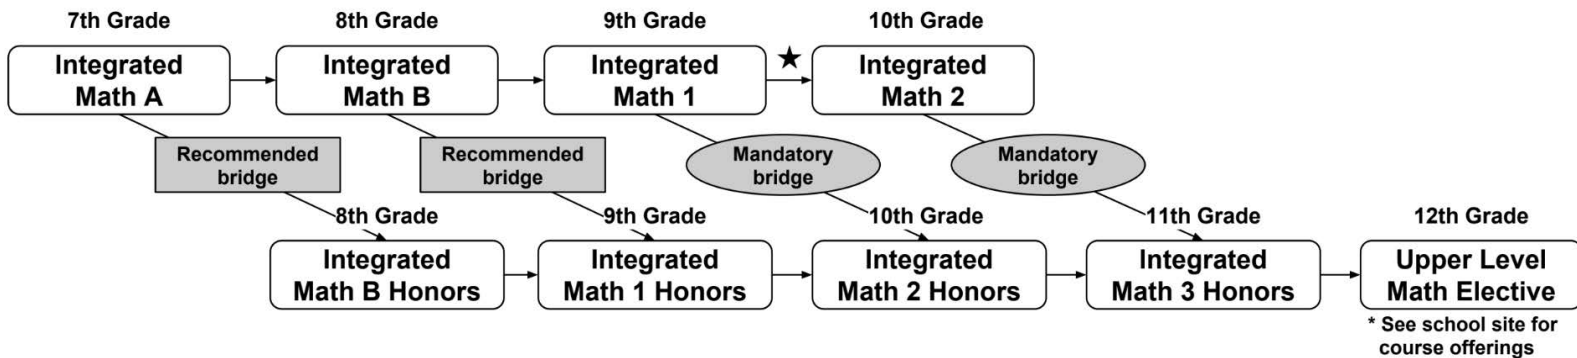 7th Grade
8th Grade
9th Grade
10th Grade
Integrated
Math A
Integrated
Math B
Integrated
Math 1
Integrated
Math 2
Recommended
bridge
Recommended
bridge
Mandatory
bridge
Mandatory
bridge
8th Grade
9th Grade
10th Grade
11th Grade
12th Grade
Integrated
Math B Honors
Integrated
Math 1 Honors
Integrated
Math 2 Honors
Integrated
Math 3 Honors
Upper Level
Math Elective
* See school site for
course offerings